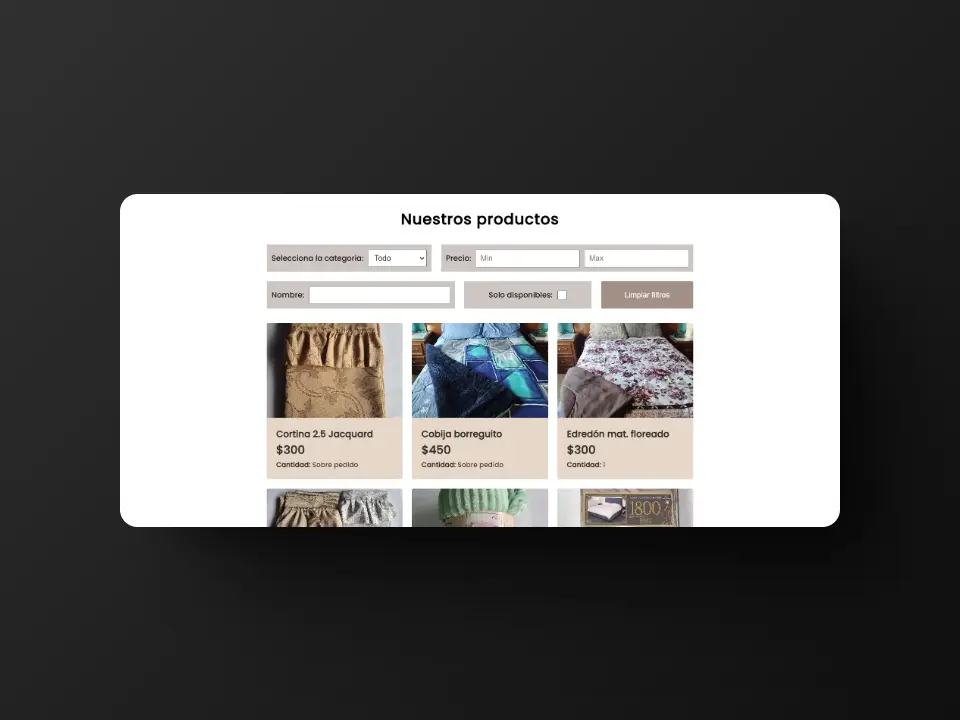 Nuestros productos
Selecciona la categoría: Todo
Precio: Min Max
Nombre:
Solo disponibles:
Limpiar filtros
Cortina 2.5 Jacquard
$300
Cantidad: Sobre pedido
Cobija borreguito
$450
Cantidad: Sobre pedido
Edredón mat. floreado
$300
Cantidad: 1
1800